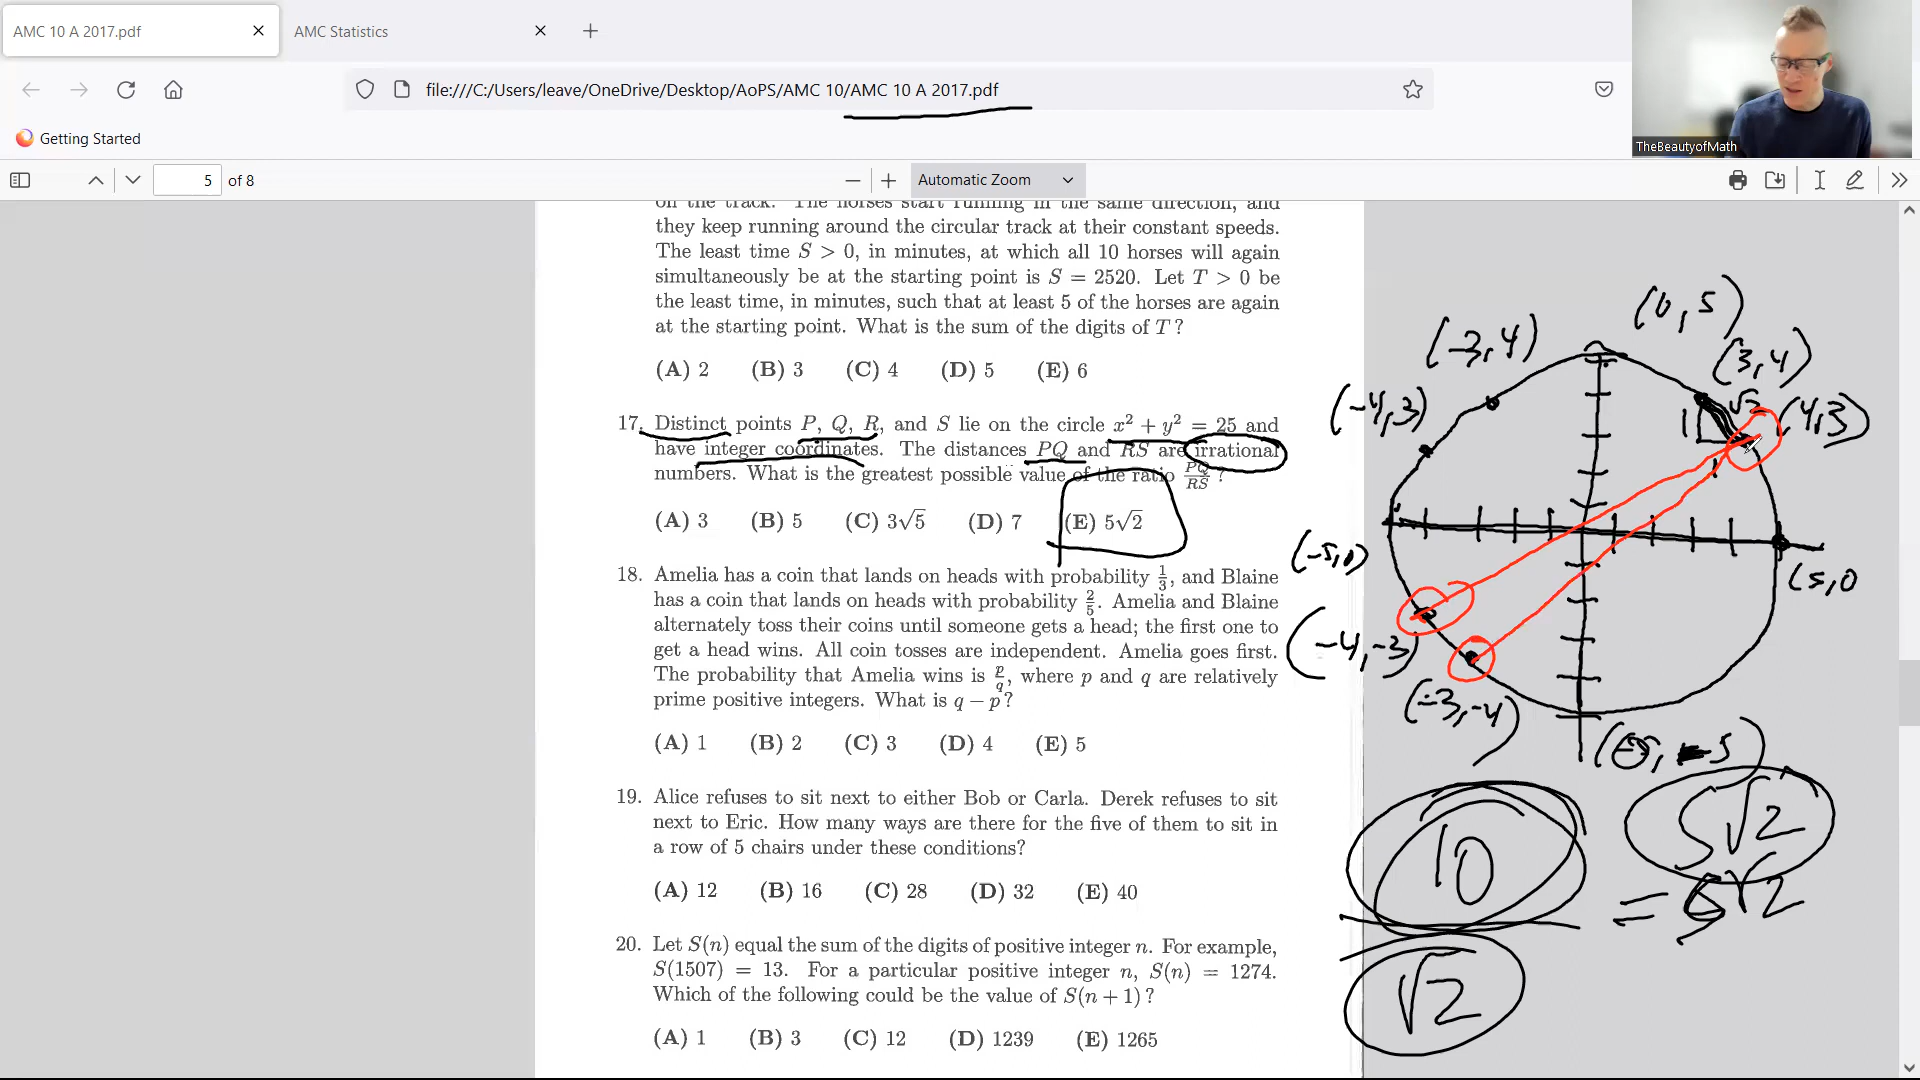 AMC 10 A 2017.pdf
AMC Statistics
file:///C:/Users/leave/OneDrive/Desktop/AoPS/AMC 10/AMC 10 A 2017.pdf
Getting Started
TheBeautyofMath
5 of 8
Automatic Zoom
on the track. The horses start running in the same direction, and
they keep running around the circular track at their constant speeds.
The least time S > 0, in minutes, at which all 10 horses will again
simultaneously be at the starting point is S = 2520. Let T > 0 be
the least time, in minutes, such that at least 5 of the horses are again
at the starting point. What is the sum of the digits of T?
(A) 2 (B) 3 (C) 4 (D) 5 (E) 6
17. Distinct points P, Q, R, and S lie on the circle x² + y² = 25 and
have integer coordinates. The distances PQ and RS are irrational
numbers. What is the greatest possible value of the ratio PQ/RS?
(A) 3 (B) 5 (C) 3√5 (D) 7 (E) 5√2
18. Amelia has a coin that lands on heads with probability 1/3, and Blaine
has a coin that lands on heads with probability 2/5. Amelia and Blaine
alternately toss their coins until someone gets a head; the first one to
get a head wins. All coin tosses are independent. Amelia goes first.
The probability that Amelia wins is p/q, where p and q are relatively
prime positive integers. What is q − p?
(A) 1 (B) 2 (C) 3 (D) 4 (E) 5
19. Alice refuses to sit next to either Bob or Carla. Derek refuses to sit
next to Eric. How many ways are there for the five of them to sit in
a row of 5 chairs under these conditions?
(A) 12 (B) 16 (C) 28 (D) 32 (E) 40
20. Let S(n) equal the sum of the digits of positive integer n. For example,
S(1507) = 13. For a particular positive integer n, S(n) = 1274.
Which of the following could be the value of S(n + 1)?
(A) 1 (B) 3 (C) 12 (D) 1239 (E) 1265
(0, 5)
(-3, 4)
(3, 4)
(-4, 3)
1
√2
(4, 3)
1
(-5, 0)
(5, 0
(-4, -3)
(-3, -4)
5√2
10
= 5√2
√2